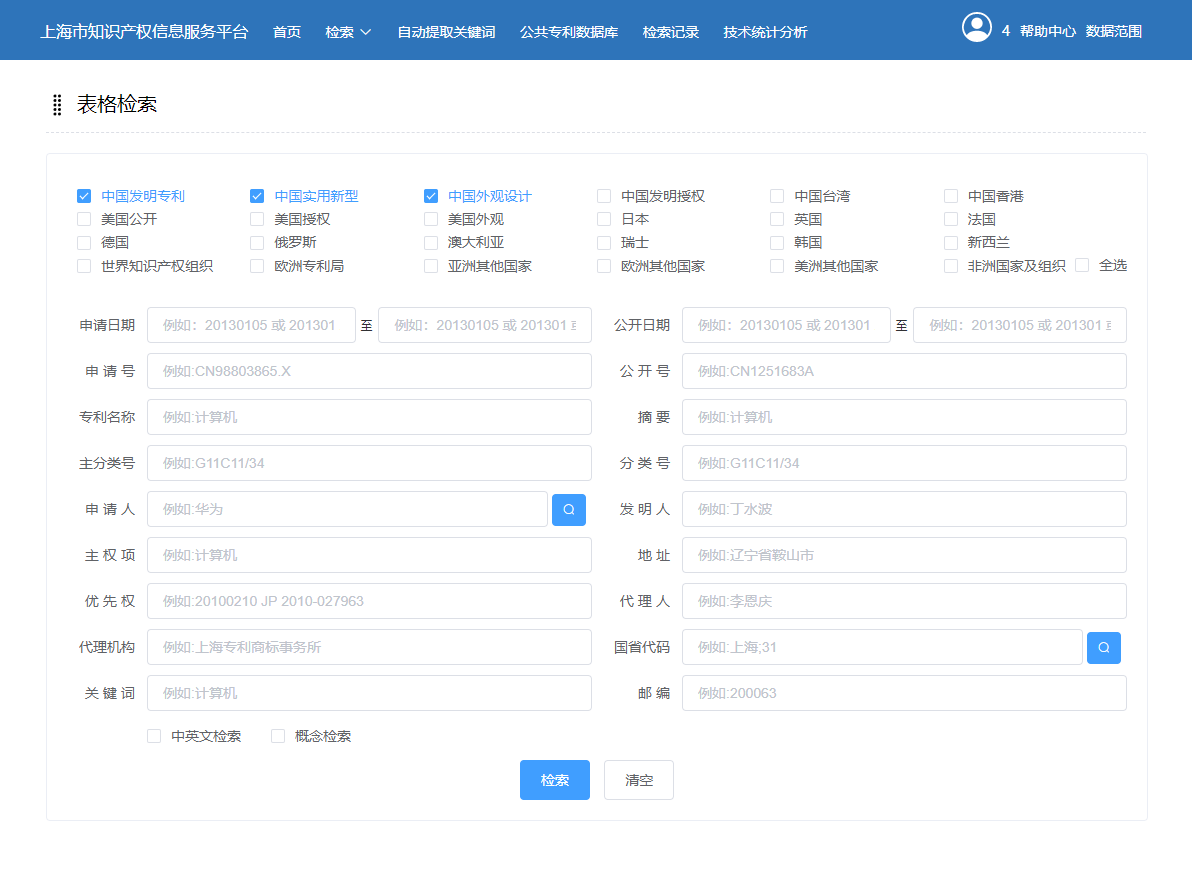 上海市知识产权信息服务平台 首页 检索 自动提取关键词 公共专利数据库 检索记录 技术统计分析 4 帮助中心 数据范围
表格检索
中国发明专利 中国实用新型 中国外观设计 中国发明授权 中国台湾 中国香港
美国公开 美国授权 美国外观 日本 英国 法国
德国 俄罗斯 澳大利亚 瑞士 韩国 新西兰
世界知识产权组织 欧洲专利局 亚洲其他国家 欧洲其他国家 美洲其他国家 非洲国家及组织 全选
申请日期 例如：20130105 或 201301 至 例如：20130105 或 201301 公开日期 例如：20130105 或 201301 至 例如：20130105 或 201301
申 请 号 例如:CN98803865.X 公 开 号 例如:CN1251683A
专利名称 例如:计算机 摘 要 例如:计算机
主分类号 例如:G11C11/34 分 类 号 例如:G11C11/34
申 请 人 例如:华为 发 明 人 例如:丁水波
主 权 项 例如:计算机 地 址 例如:辽宁省鞍山市
优 先 权 例如:20100210 JP 2010-027963 代 理 人 例如:李恩庆
代理机构 例如:上海专利商标事务所 国省代码 例如:上海;31
关 键 词 例如:计算机 邮 编 例如:200063
中英文检索 概念检索
检索 清空